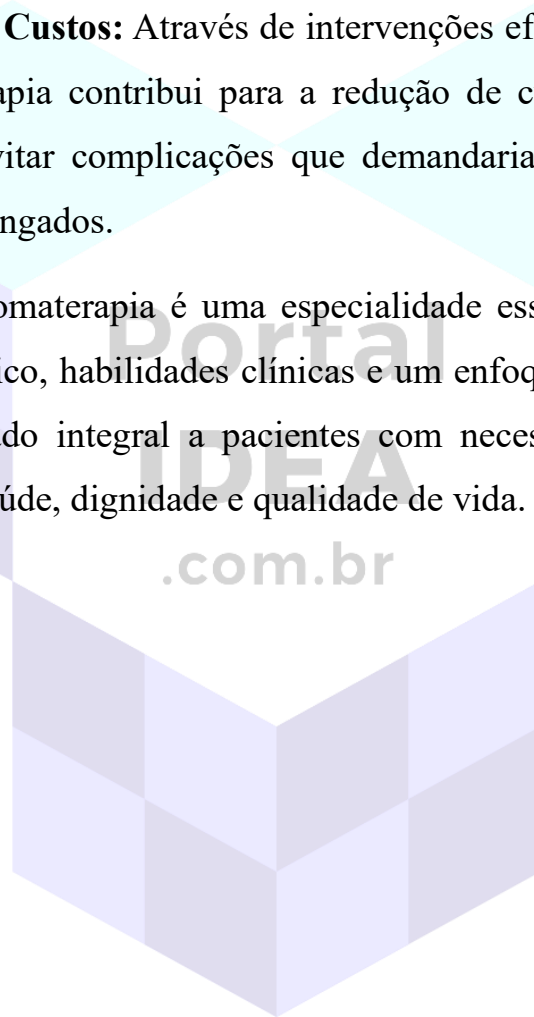 Custos: Através de intervenções ef
apia contribui para a redução de c
vitar complicações que demandaria
ngados.
omaterapia é uma especialidade ess
ico, habilidades clínicas e um enfoq
do integral a pacientes com neces
úde, dignidade e qualidade de vida.
Portal
IDEA
.com.br